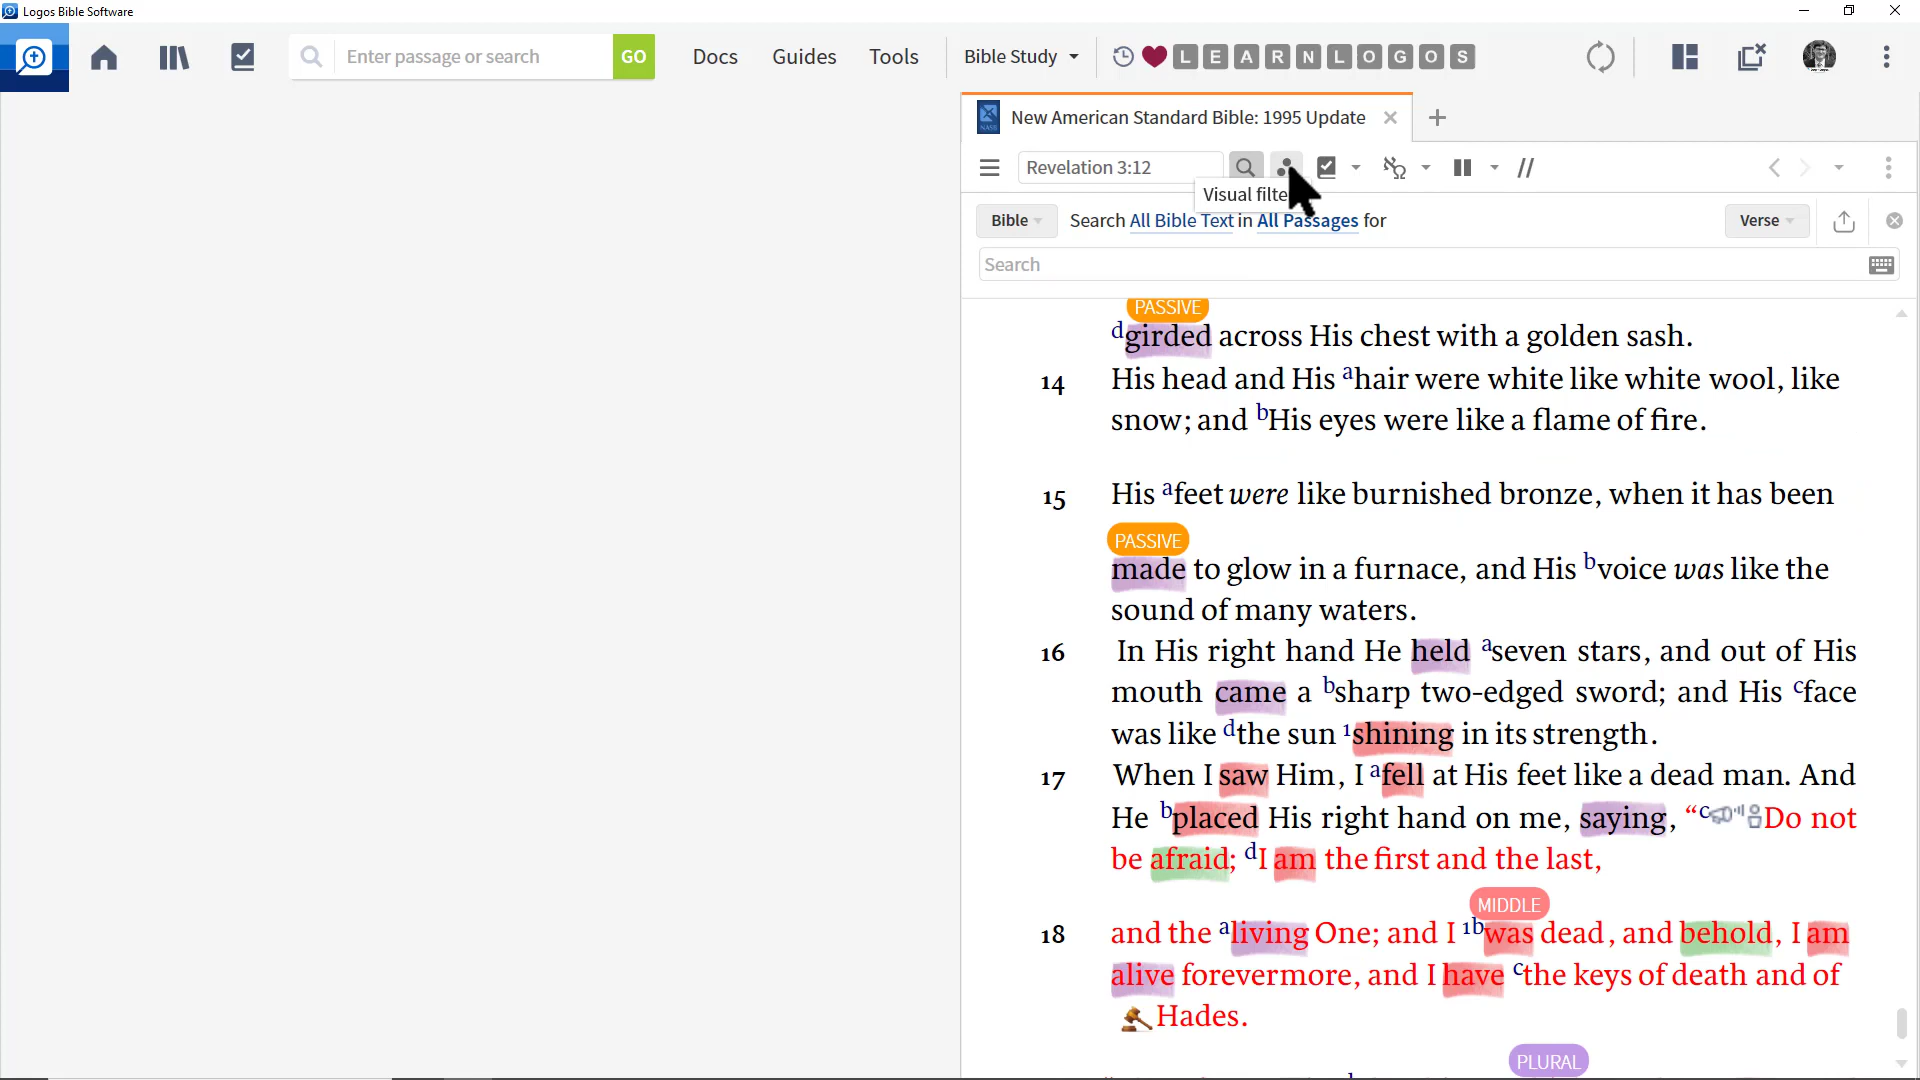 Logos Bible Software
Enter passage or search
GO
Docs
Guides
Tools
Bible Study
L E A R N L O G O S
New American Standard Bible: 1995 Update
Revelation 3:12
Visual filte
Bible
Search All Bible Text in All Passages for
Verse
Search
PASSIVE
dgirded across His chest with a golden sash.
14 His head and His ahair were white like white wool, like
snow; and bHis eyes were like a flame of fire.
15 His afeet were like burnished bronze, when it has been
PASSIVE
made to glow in a furnace, and His bvoice was like the
sound of many waters.
16 In His right hand He held aseven stars, and out of His
mouth came a bsharp two-edged sword; and His cface
was like dthe sun 1shining in its strength.
17 When I saw Him, I afell at His feet like a dead man. And
He bplaced His right hand on me, saying, “cDo not
be afraid; dI am the first and the last,
MIDDLE
18 and the aliving One; and I 1bwas dead, and behold, I am
alive forevermore, and I have cthe keys of death and of
Hades.
PLURAL